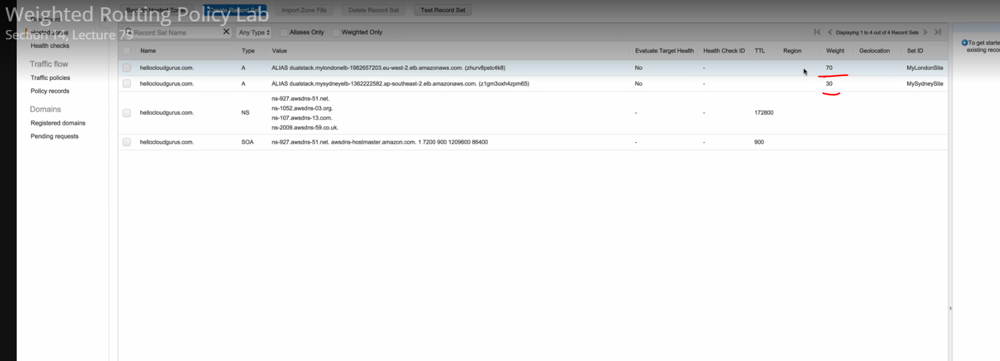 Weighted Routing Policy Lab
Section 14, Lecture 79
Back to Hosted Zones Create Record Set Import Zone File Delete Record Set Test Record Set
Dashboard
Hosted zones
Health checks
Traffic flow
Traffic policies
Policy records
Domains
Registered domains
Pending requests
Record Set Name Any Type Aliases Only Weighted Only Displaying 1 to 4 out of 4 Record Sets
Name Type Value Evaluate Target Health Health Check ID TTL Region Weight Geolocation Set ID
hellocloudgurus.com. A ALIAS dualstack.mylondonelb-1982657203.eu-west-2.elb.amazonaws.com. (zhurv8pstc4k8) No - 70 MyLondonSite
hellocloudgurus.com. A ALIAS dualstack.mysydneyelb-1362222582.ap-southeast-2.elb.amazonaws.com. (z1gm3oxh4zpm65) No - 30 MySydneySite
ns-927.awsdns-51.net.
ns-1052.awsdns-03.org.
hellocloudgurus.com. NS - - 172800
ns-107.awsdns-13.com.
ns-2009.awsdns-59.co.uk.
hellocloudgurus.com. SOA ns-927.awsdns-51.net. awsdns-hostmaster.amazon.com. 1 7200 900 1209600 86400 - - 900
To get starte
existing reco